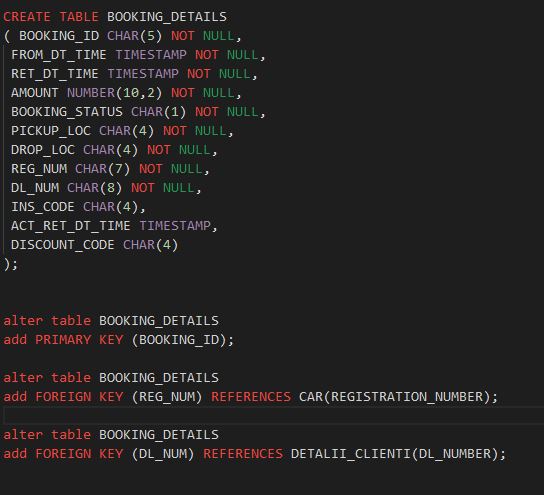 CREATE TABLE BOOKING_DETAILS
( BOOKING_ID CHAR(5) NOT NULL,
FROM_DT_TIME TIMESTAMP NOT NULL,
RET_DT_TIME TIMESTAMP NOT NULL,
AMOUNT NUMBER(10,2) NOT NULL,
BOOKING_STATUS CHAR(1) NOT NULL,
PICKUP_LOC CHAR(4) NOT NULL,
DROP_LOC CHAR(4) NOT NULL,
REG_NUM CHAR(7) NOT NULL,
DL_NUM CHAR(8) NOT NULL,
INS_CODE CHAR(4),
ACT_RET_DT_TIME TIMESTAMP,
DISCOUNT_CODE CHAR(4)
);
alter table BOOKING_DETAILS
add PRIMARY KEY (BOOKING_ID);
alter table BOOKING_DETAILS
add FOREIGN KEY (REG_NUM) REFERENCES CAR(REGISTRATION_NUMBER);
alter table BOOKING_DETAILS
add FOREIGN KEY (DL_NUM) REFERENCES DETALII_CLIENTI(DL_NUMBER);